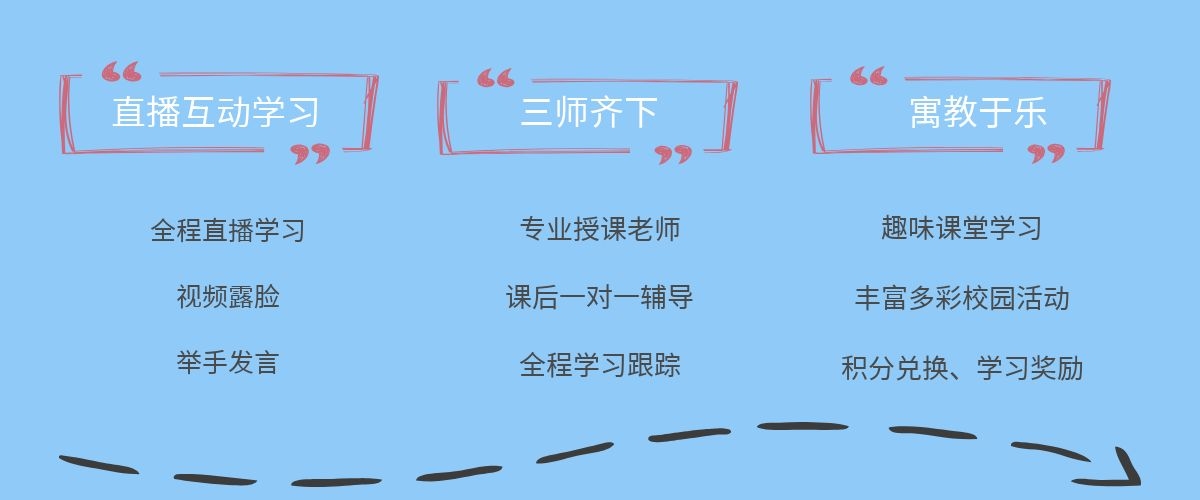 直播互动学习
全程直播学习
视频露脸
举手发言
三师齐下
专业授课老师
课后一对一辅导
全程学习跟踪
寓教于乐
趣味课堂学习
丰富多彩校园活动
积分兑换、学习奖励